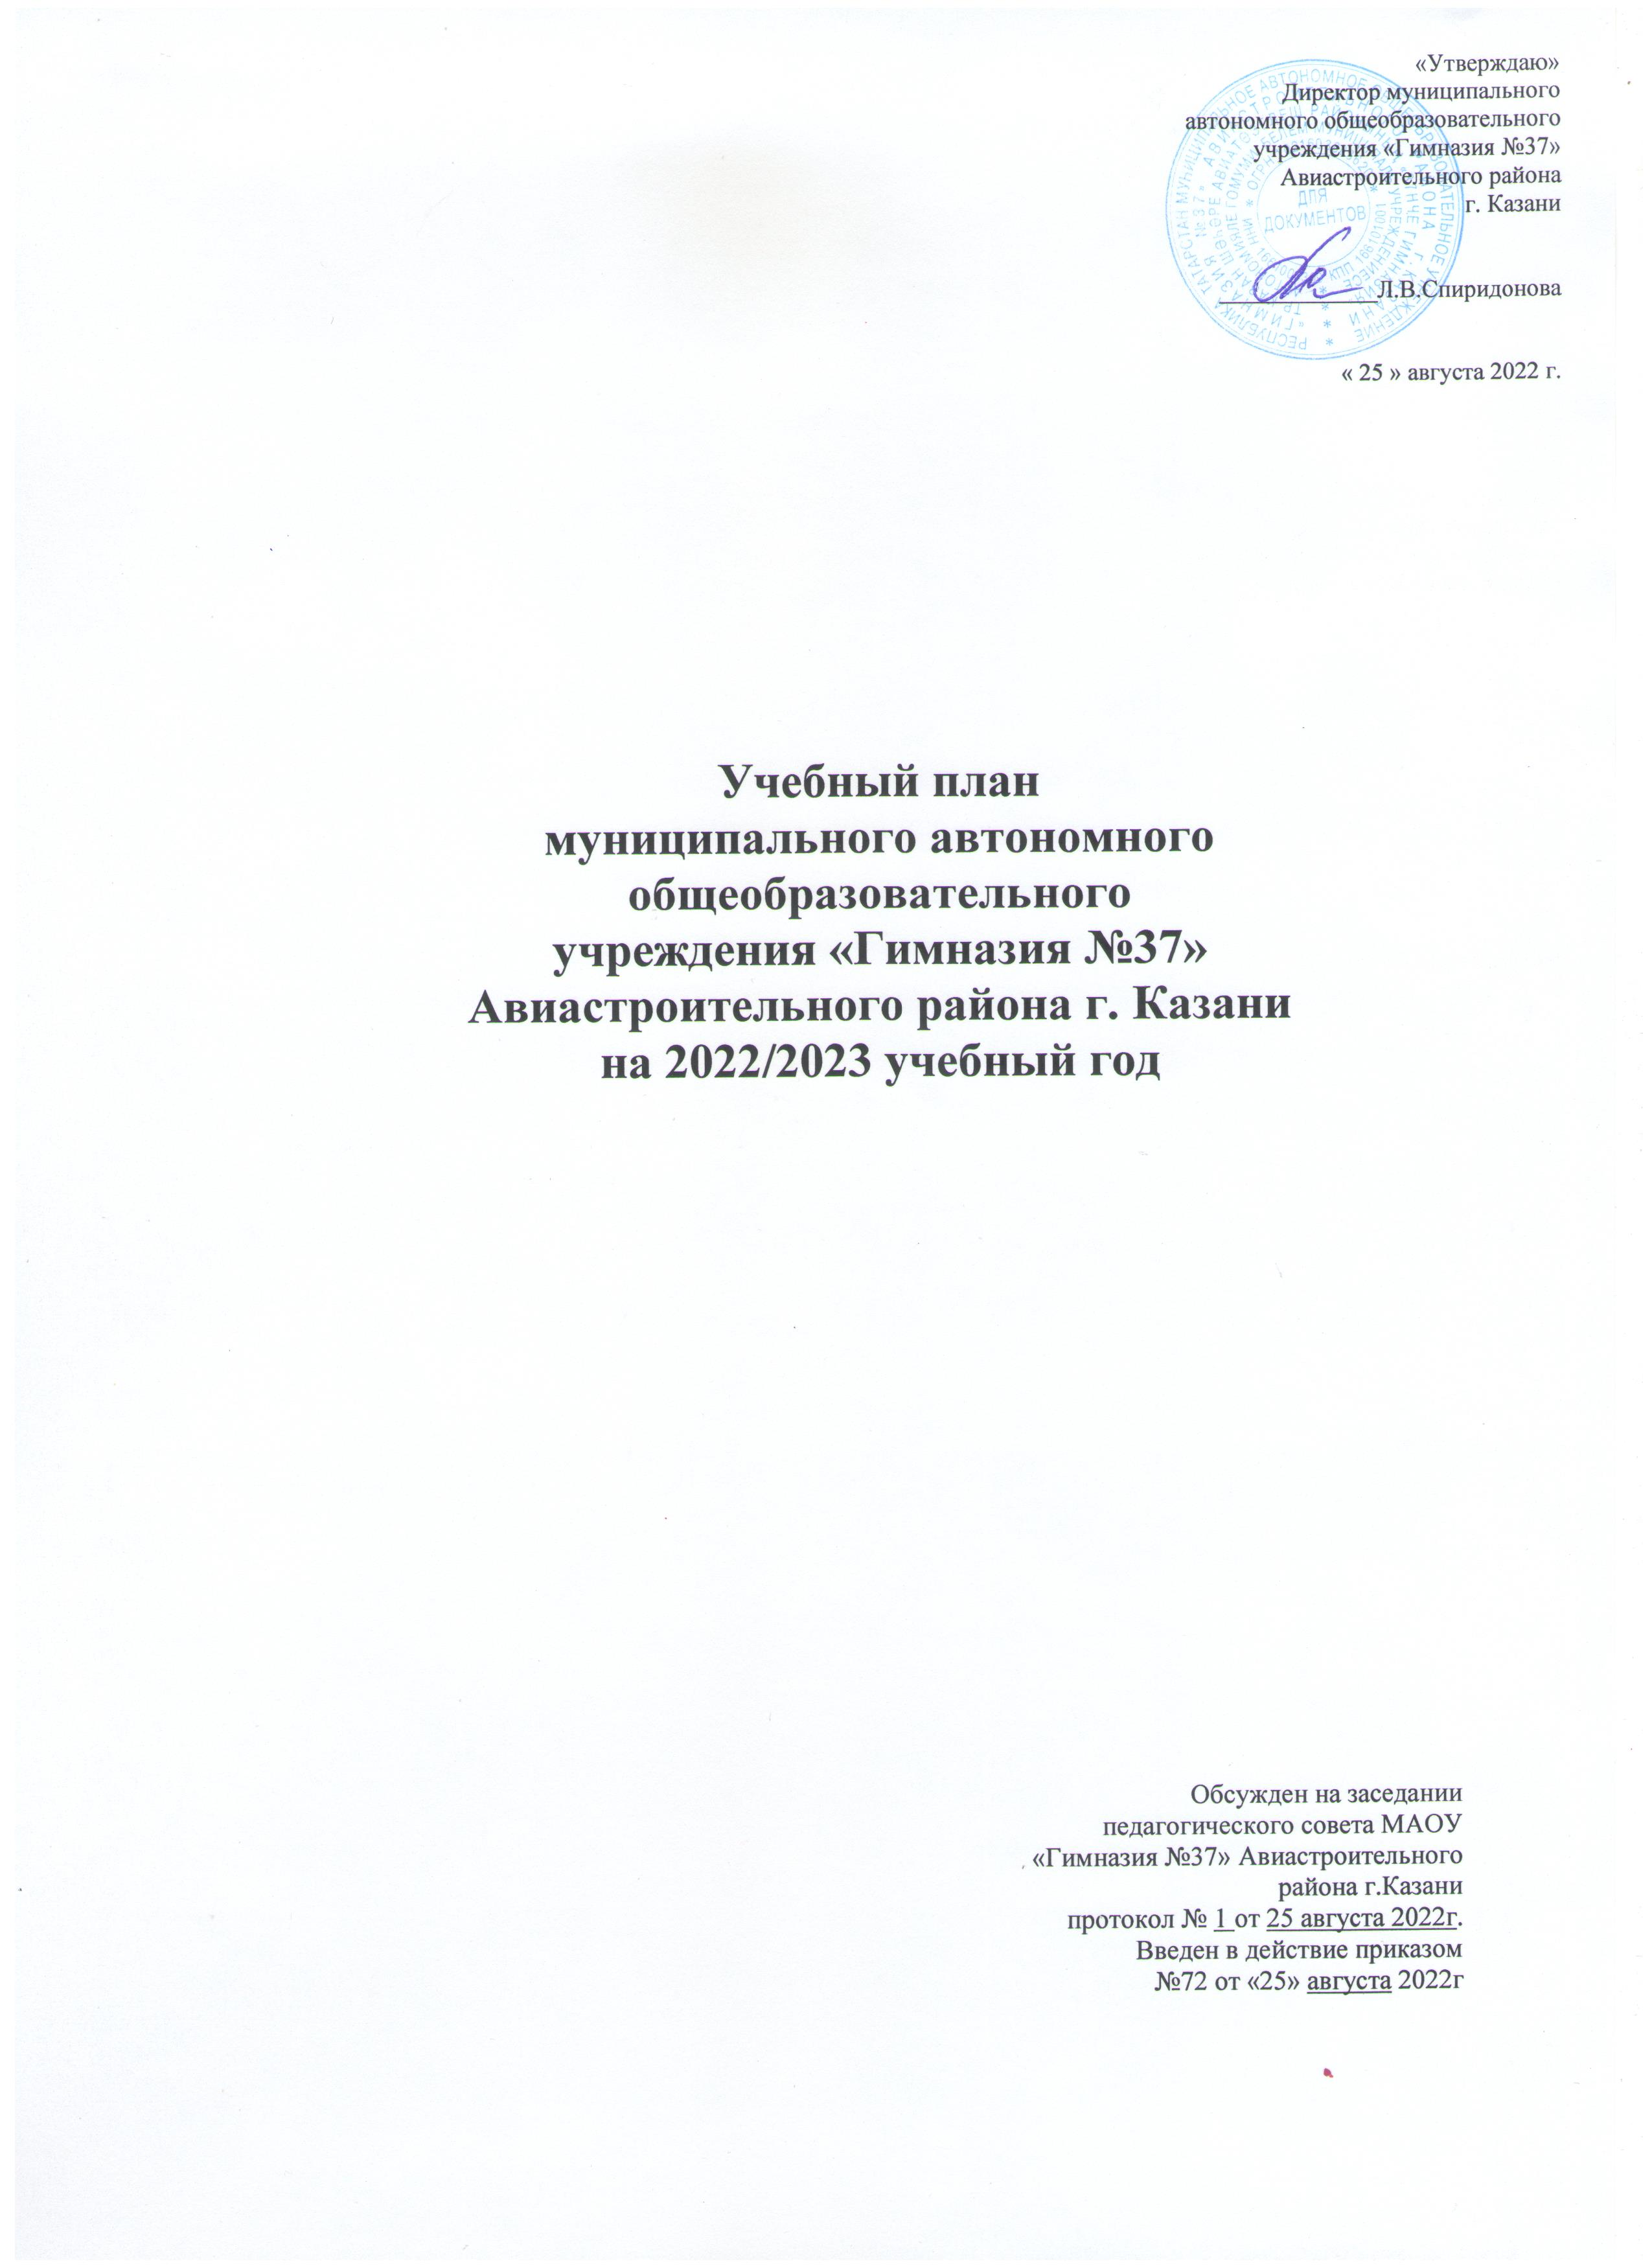 «Утверждаю»
Директор муниципального
автономного общеобразовательного
учреждения «Гимназия №37»
Авиастроительного района
г. Казани
ДЛЯ
ДОКУМЕНТОВ
Л.В.Спиридонова
« 25 » августа 2022 г.
Учебный план
муниципального автономного
общеобразовательного
учреждения «Гимназия №37»
Авиастроительного района г. Казани
на 2022/2023 учебный год
Обсужден на заседании
педагогического совета МАОУ
«Гимназия №37» Авиастроительного
района г.Казани
протокол № 1 от 25 августа 2022г.
Введен в действие приказом
№72 от «25» августа 2022г